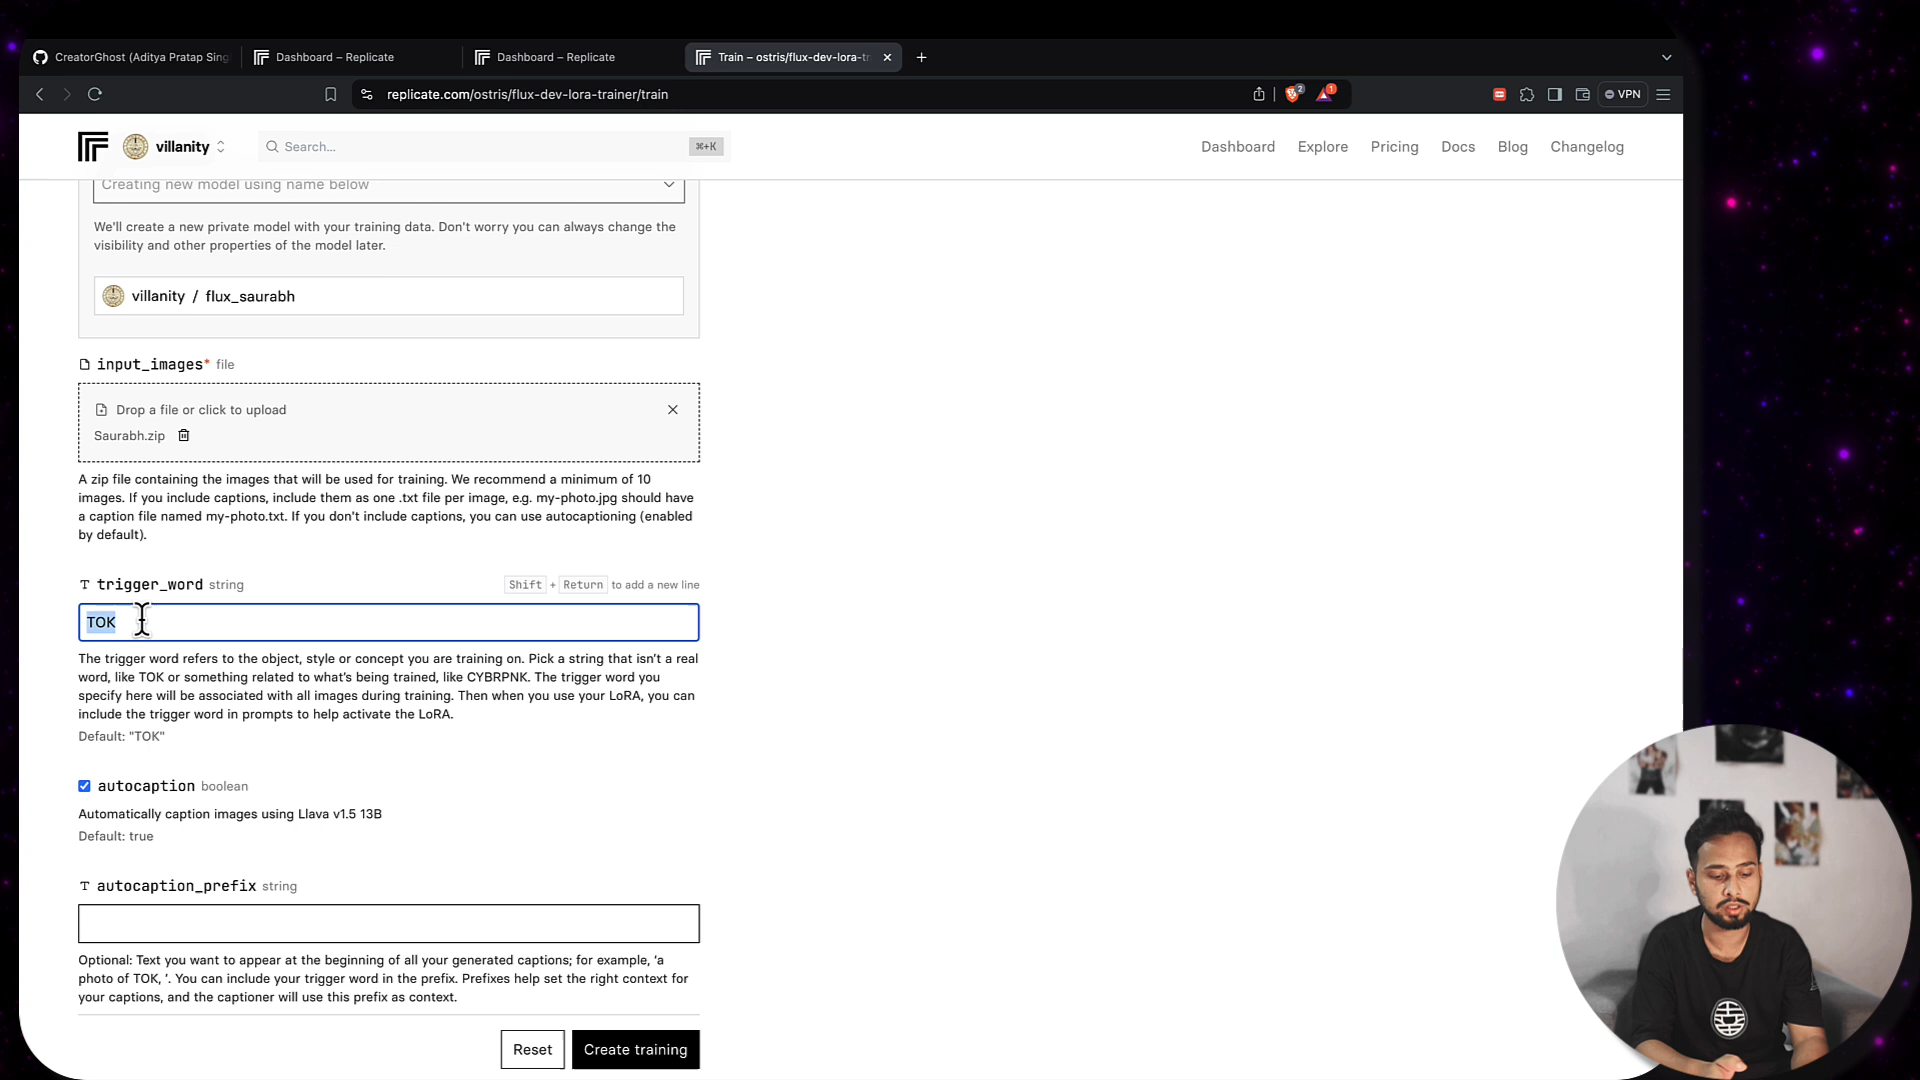 CreatorGhost (Aditya Pratap Sing
Dashboard – Replicate
Dashboard – Replicate
Train – ostris/flux-dev-lora-tr
replicate.com/ostris/flux-dev-lora-trainer/train
2
1
VPN
villanity
Search...
⌘+K
Dashboard
Explore
Pricing
Docs
Blog
Changelog
Creating new model using name below
We'll create a new private model with your training data. Don't worry you can always change the
visibility and other properties of the model later.
villanity / flux_saurabh
input_images* file
Drop a file or click to upload
Saurabh.zip
A zip file containing the images that will be used for training. We recommend a minimum of 10
images. If you include captions, include them as one .txt file per image, e.g. my-photo.jpg should have
a caption file named my-photo.txt. If you don't include captions, you can use autocaptioning (enabled
by default).
T trigger_word string
Shift + Return to add a new line
TOK
The trigger word refers to the object, style or concept you are training on. Pick a string that isn't a real
word, like TOK or something related to what's being trained, like CYBRPNK. The trigger word you
specify here will be associated with all images during training. Then when you use your LoRA, you can
include the trigger word in prompts to help activate the LoRA.
Default: "TOK"
autocaption boolean
Automatically caption images using Llava v1.5 13B
Default: true
T autocaption_prefix string
Optional: Text you want to appear at the beginning of all your generated captions; for example, 'a
photo of TOK, '. You can include your trigger word in the prefix. Prefixes help set the right context for
your captions, and the captioner will use this prefix as context.
Reset
Create training